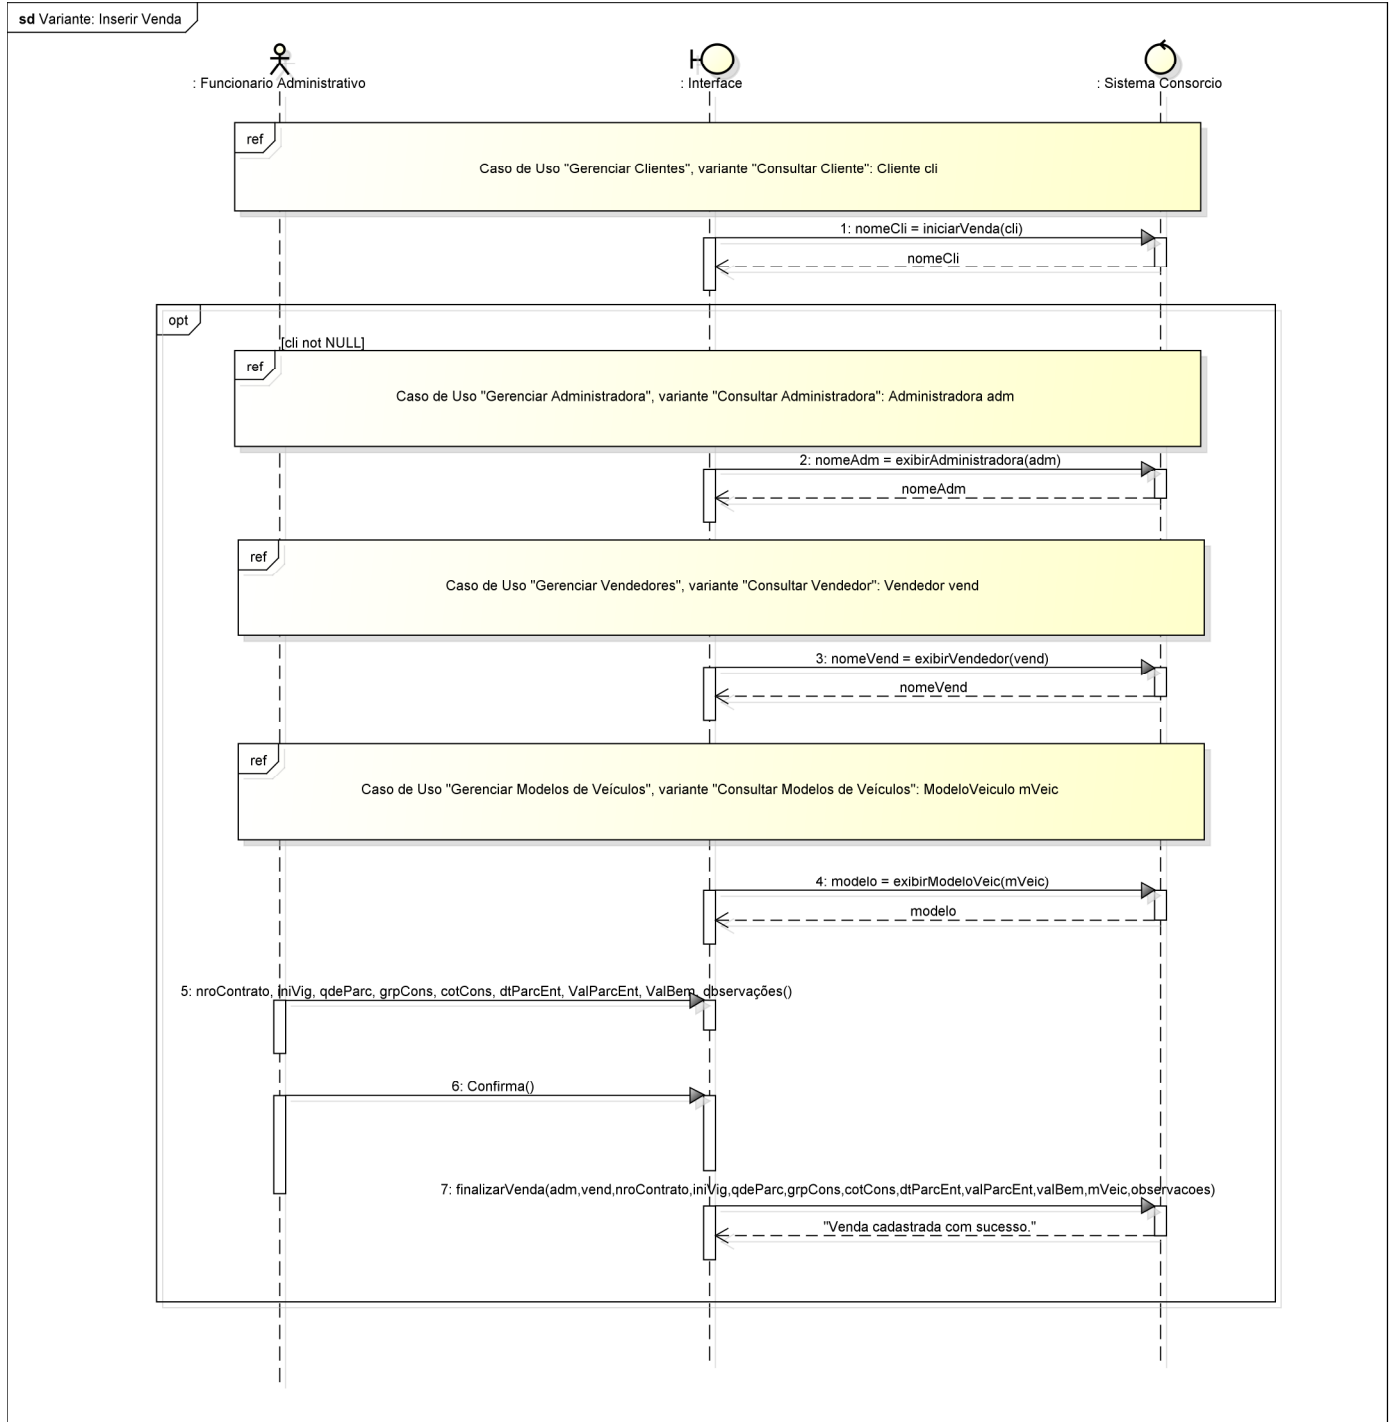 sd Variante: Inserir Venda
: Funcionario Administrativo
: Interface
: Sistema Consorcio
ref
Caso de Uso "Gerenciar Clientes", variante "Consultar Cliente": Cliente cli
1: nomeCli = iniciarVenda(cli)
nomeCli
opt
[cli not NULL]
ref
Caso de Uso "Gerenciar Administradora", variante "Consultar Administradora": Administradora adm
2: nomeAdm = exibirAdministradora(adm)
nomeAdm
ref
Caso de Uso "Gerenciar Vendedores", variante "Consultar Vendedor": Vendedor vend
3: nomeVend = exibirVendedor(vend)
nomeVend
ref
Caso de Uso "Gerenciar Modelos de Veículos", variante "Consultar Modelos de Veículos": ModeloVeiculo mVeic
4: modelo = exibirModeloVeic(mVeic)
modelo
5: nroContrato, iniVig, qdeParc, grpCons, cotCons, dtParcEnt, ValParcEnt, ValBem, observações()
6: Confirma()
7: finalizarVenda(adm,vend,nroContrato,iniVig,qdeParc,grpCons,cotCons,dtParcEnt,valParcEnt,valBem,mVeic,observacoes)
"Venda cadastrada com sucesso."